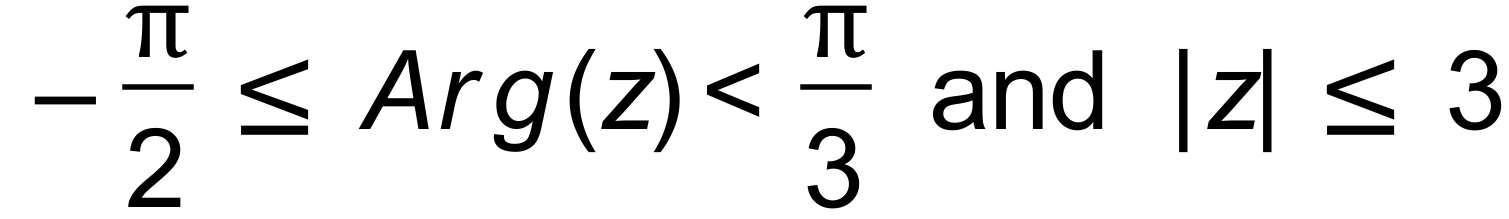 −π/2 ≤ Arg(z) < π/3 and |z| ≤ 3